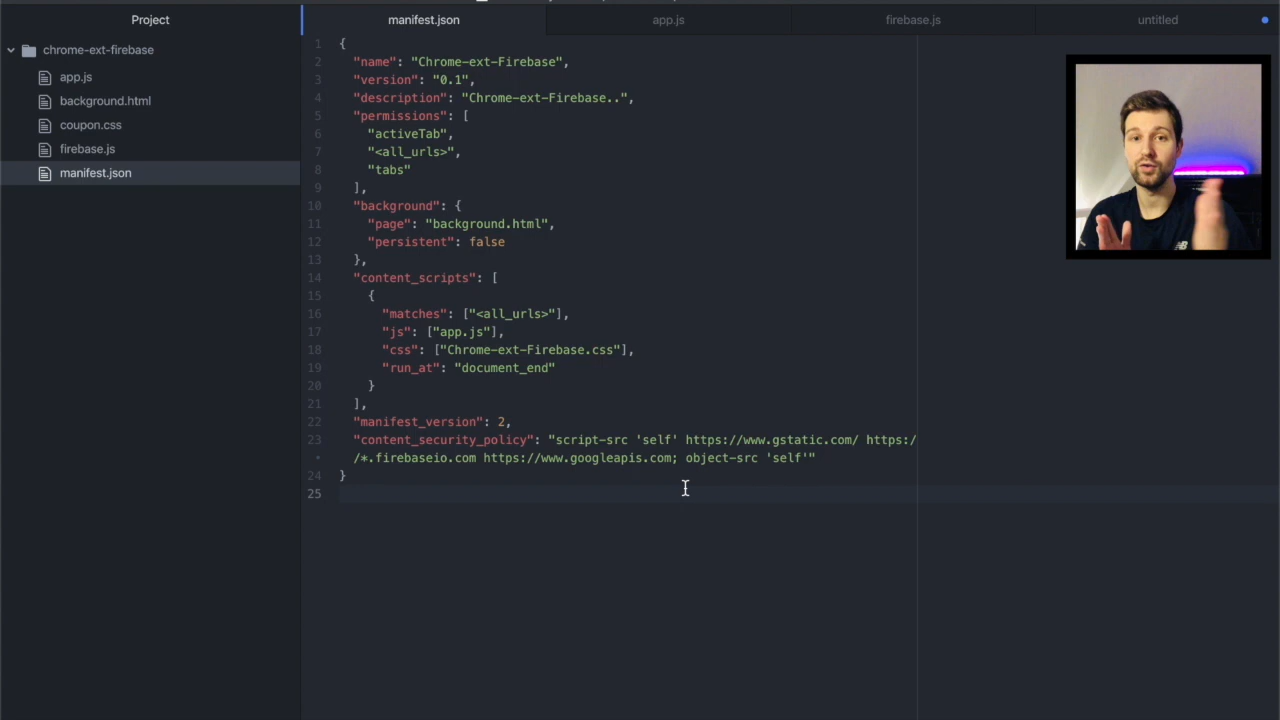 Project
chrome-ext-firebase
app.js
background.html
coupon.css
firebase.js
manifest.json
manifest.json
app.js
firebase.js
untitled
1 {
2 "name": "Chrome-ext-Firebase",
3 "version": "0.1",
4 "description": "Chrome-ext-Firebase..",
5 "permissions": [
6 "activeTab",
7 "<all_urls>",
8 "tabs"
9 ],
10 "background": {
11 "page": "background.html",
12 "persistent": false
13 },
14 "content_scripts": [
15 {
16 "matches": ["<all_urls>"],
17 "js": ["app.js"],
18 "css": ["Chrome-ext-Firebase.css"],
19 "run_at": "document_end"
20 }
21 ],
22 "manifest_version": 2,
23 "content_security_policy": "script-src 'self' https://www.gstatic.com/ https:/
• /*.firebaseio.com https://www.googleapis.com; object-src 'self'"
24 }
25